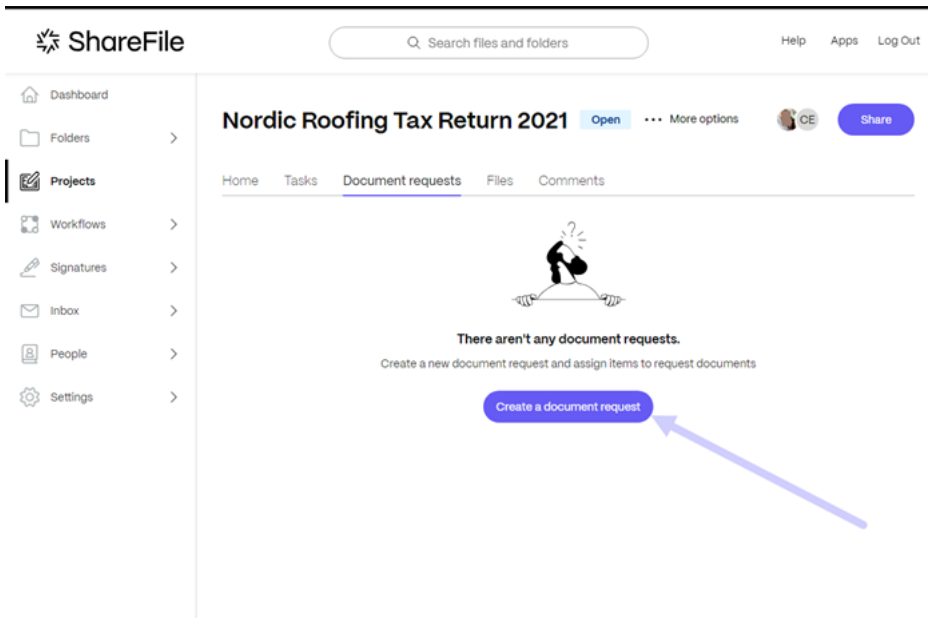 ShareFile
Search files and folders
Help Apps Log Out
Dashboard
Folders
Projects
Workflows
Signatures
Inbox
People
Settings
Nordic Roofing Tax Return 2021 Open ... More options CE Share
Home Tasks Document requests Files Comments
?
There aren't any document requests.
Create a new document request and assign items to request documents
Create a document request